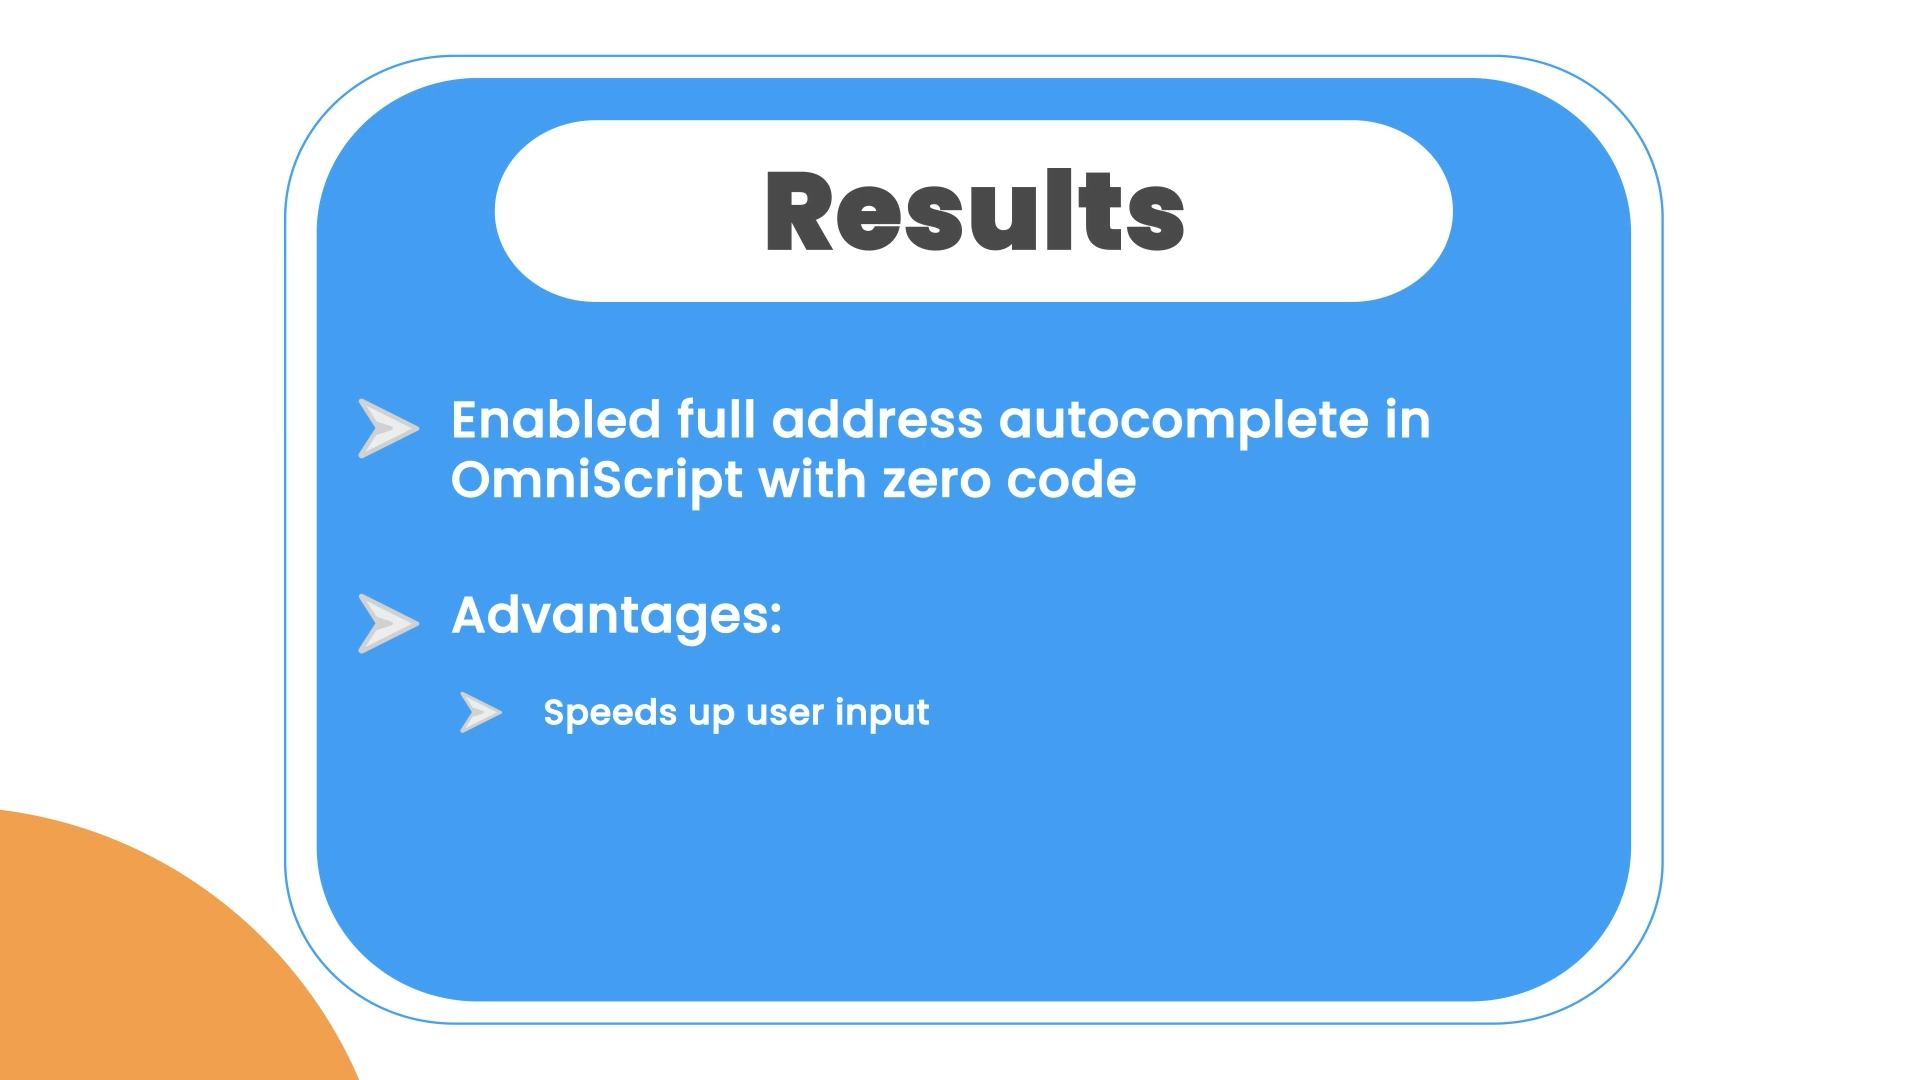 Results
Enabled full address autocomplete in
OmniScript with zero code
Advantages:
Speeds up user input